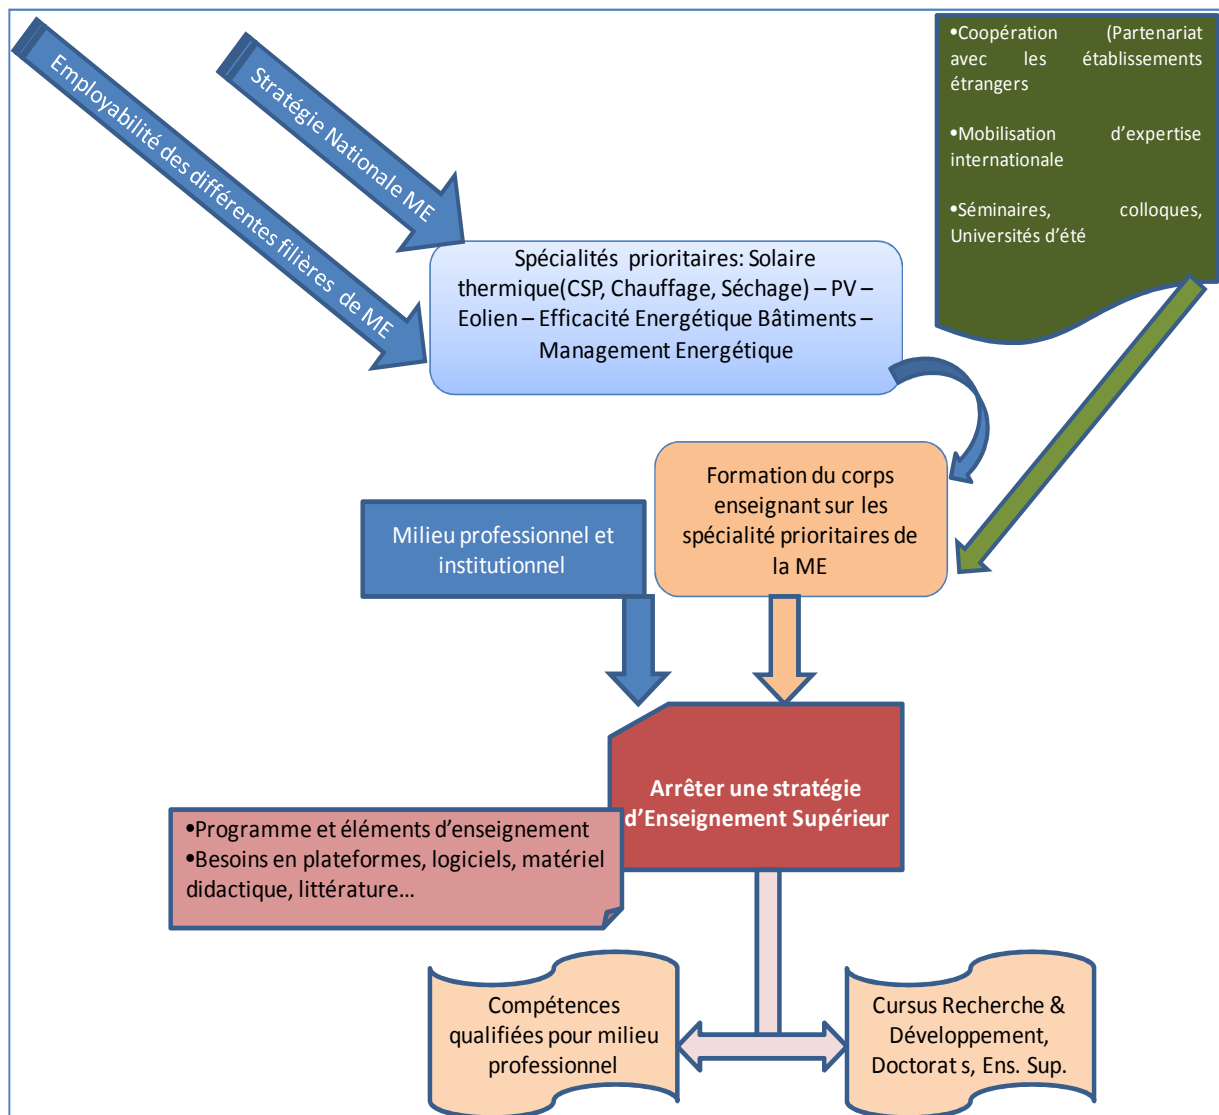 Employabilité des différentes filières de ME
Stratégie Nationale ME
•Coopération (Partenariat
avec les établissements
étrangers
•Mobilisation d’expertise
internationale
•Séminaires, colloques,
Universités d’été
Spécialités prioritaires: Solaire
thermique(CSP, Chauffage, Séchage) – PV –
Eolien – Efficacité Energétique Bâtiments –
Management Energétique
Formation du corps
enseignant sur les
spécialité prioritaires de
la ME
Milieu professionnel et
institutionnel
Arrêter une stratégie
d’Enseignement Supérieur
•Programme et éléments d’enseignement
•Besoins en plateformes, logiciels, matériel
didactique, littérature…
Compétences
qualifiées pour milieu
professionnel
Cursus Recherche &
Développement,
Doctorat s, Ens. Sup.